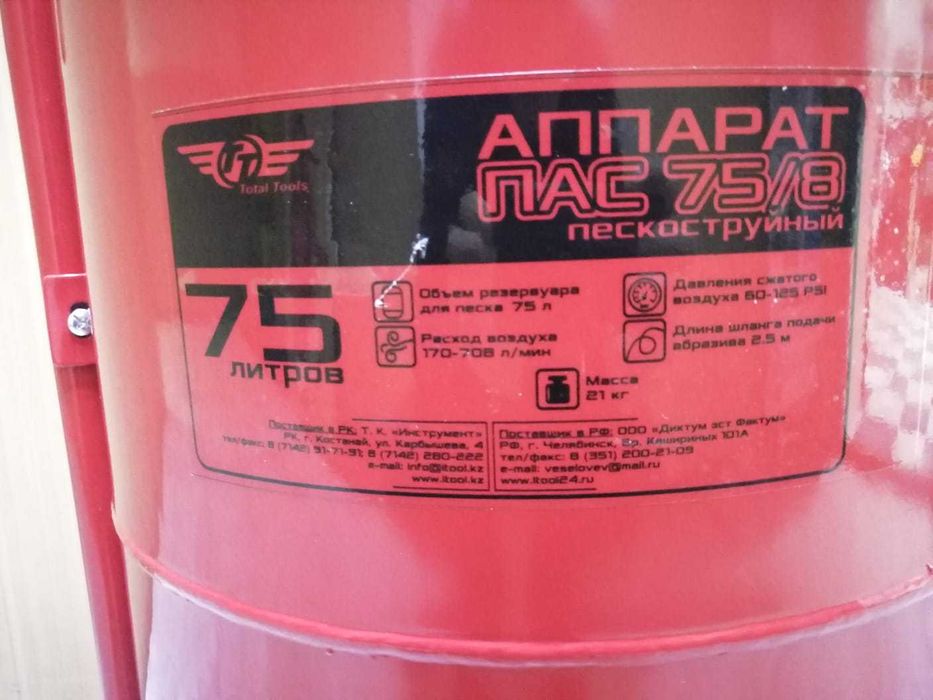 Total Tools
АППАРАТ
ПАС 75/8
пескоструйный
75
литров
Объем резервуара
для песка 75 л
Расход воздуха
170-708 л/мин
Давления сжатого
воздуха 60-125 PSI
Длина шланга подачи
абразива 2.5 м
Масса
21 кг
Поставщик в РК: Т. К. «Инструмент»
РК, г. Костанай, ул. Карбышева, 4
тел/факс: 8 (7142) 91-71-91; 8 (7142) 280-222
e-mail: info@itool.kz
www.itool.kz
Поставщик в РФ: ООО «Диктум эст Фактум»
РФ, г. Челябинск, Бр. Кашириных 101А
тел/факс: 8 (351) 200-21-09
e-mail: veselovev@mail.ru
www.itool24.ru